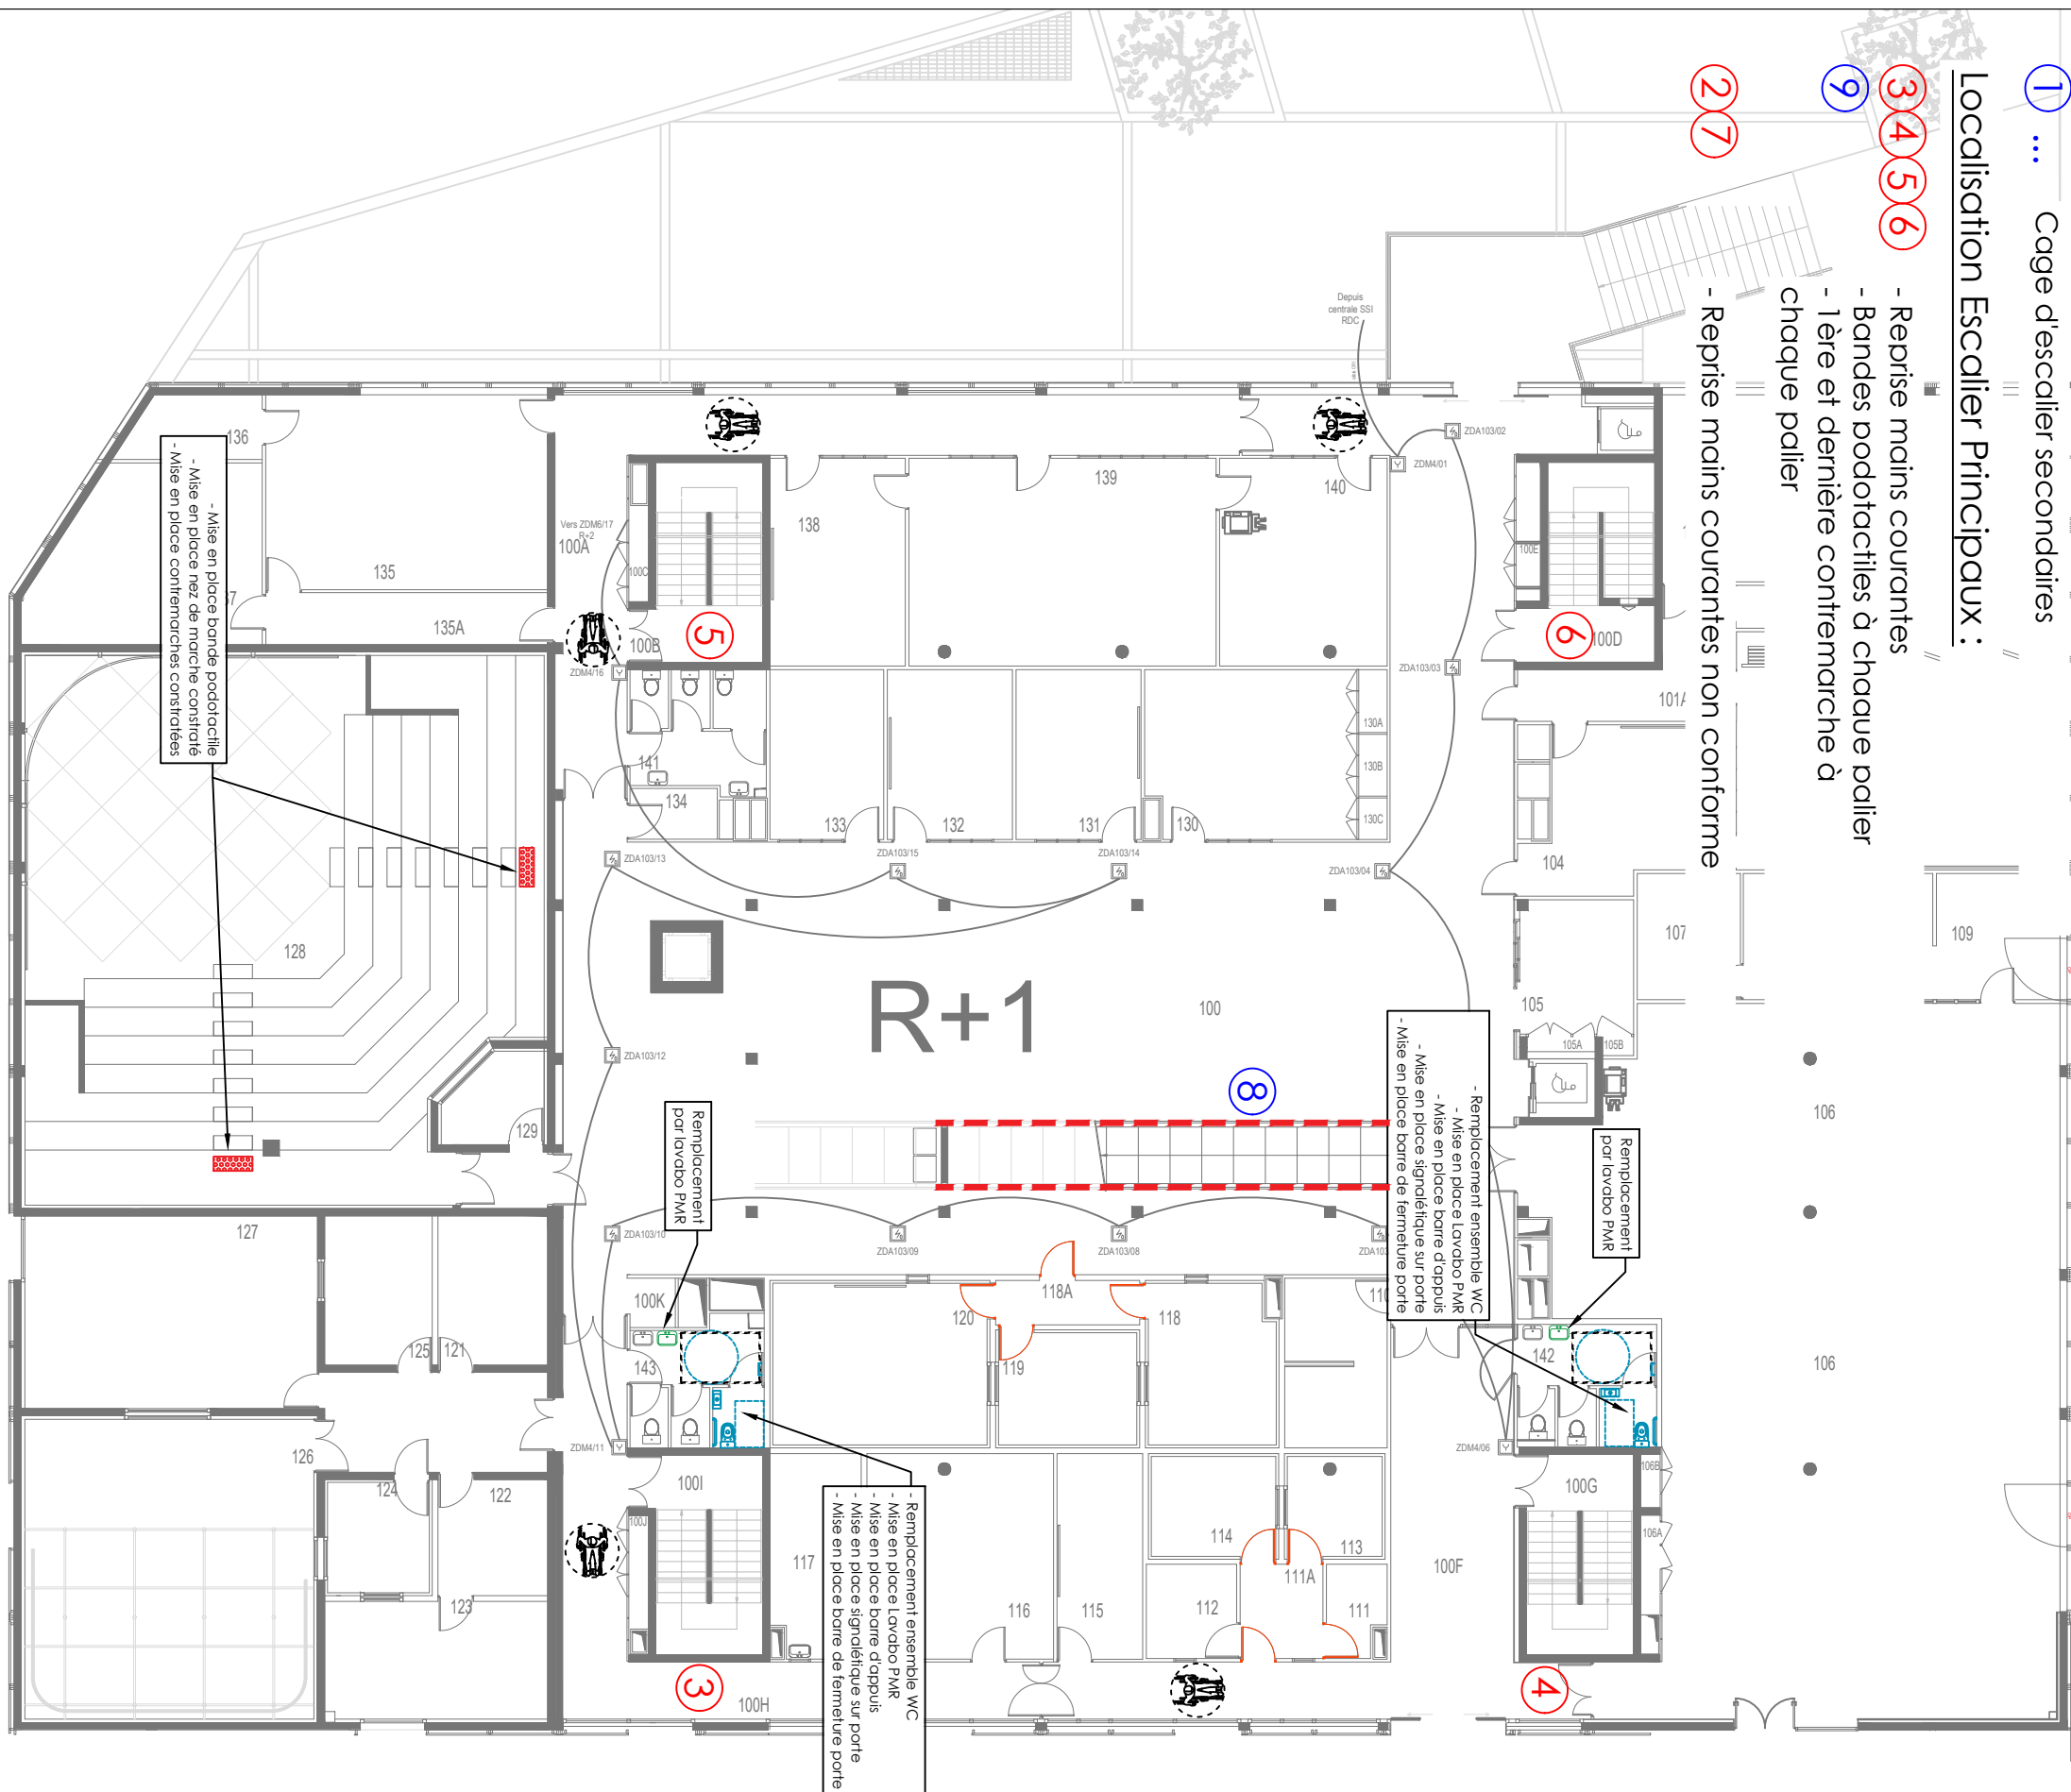 1 ... Cage d'escalier secondaires
Localisation Escalier Principaux :
3 4 5 6
- Reprise mains courantes
9
- Bandes podotactiles à chaque palier
- 1ère et dernière contremarche à
chaque palier
2 7
- Reprise mains courantes non conforme
Depuis
centrale SSI
RDC
ZDA103/02
ZDM4/01
136
139
140
138
Vers ZDM6/17
R+2
100A
100C
100E
135
135A
100B
5
6
100D
ZDM4/16
ZDA103/03
101A
- Mise en place bande podotactile
- Mise en place nez de marche constraté
- Mise en place contremarches constratées
130A
130B
130C
141
134
133
132
131
130
ZDA103/13
ZDA103/15
ZDA103/14
ZDA103/04
104
107
109
128
R+1
100
105
105A
105B
ZDA103/12
8
106
129
- Remplacement ensemble WC
- Mise en place Lavabo PMR
- Mise en place barre d'appuis
- Mise en place signalétique sur porte
- Mise en place barre de fermeture porte
Remplacement
par lavabo PMR
Remplacement
par lavabo PMR
127
ZDA103/10
ZDA103/09
ZDA103/08
ZDA103
100K
120
118A
118
110
119
125
121
143
142
106
126
ZDM4/11
ZDM4/06
124
122
100I
100J
100G
106B
106A
- Remplacement ensemble WC
- Mise en place Lavabo PMR
- Mise en place barre d'appuis
- Mise en place signalétique sur porte
- Mise en place barre de fermeture porte
117
114
113
111A
100F
123
116
115
112
111
3
100H
4